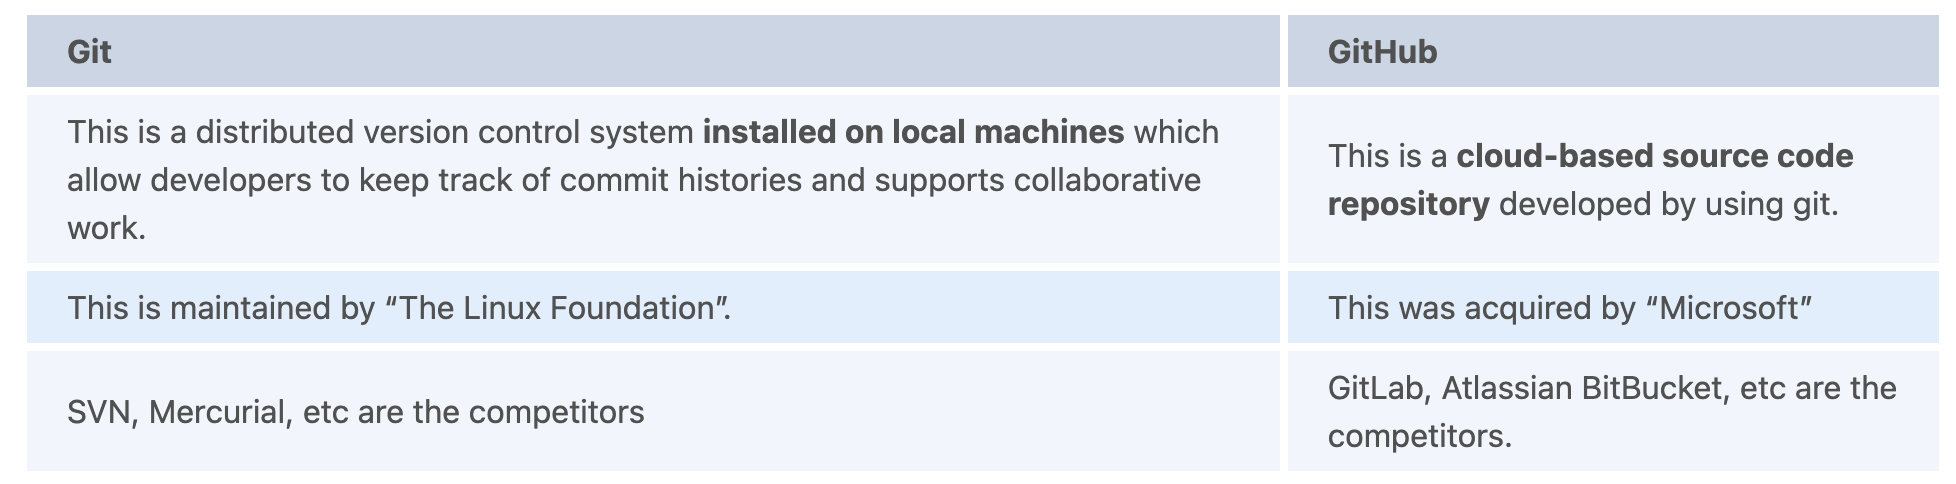 Git
GitHub
This is a distributed version control system installed on local machines which
allow developers to keep track of commit histories and supports collaborative
work.
This is a cloud-based source code
repository developed by using git.
This is maintained by “The Linux Foundation”.
This was acquired by “Microsoft”
SVN, Mercurial, etc are the competitors
GitLab, Atlassian BitBucket, etc are the
competitors.